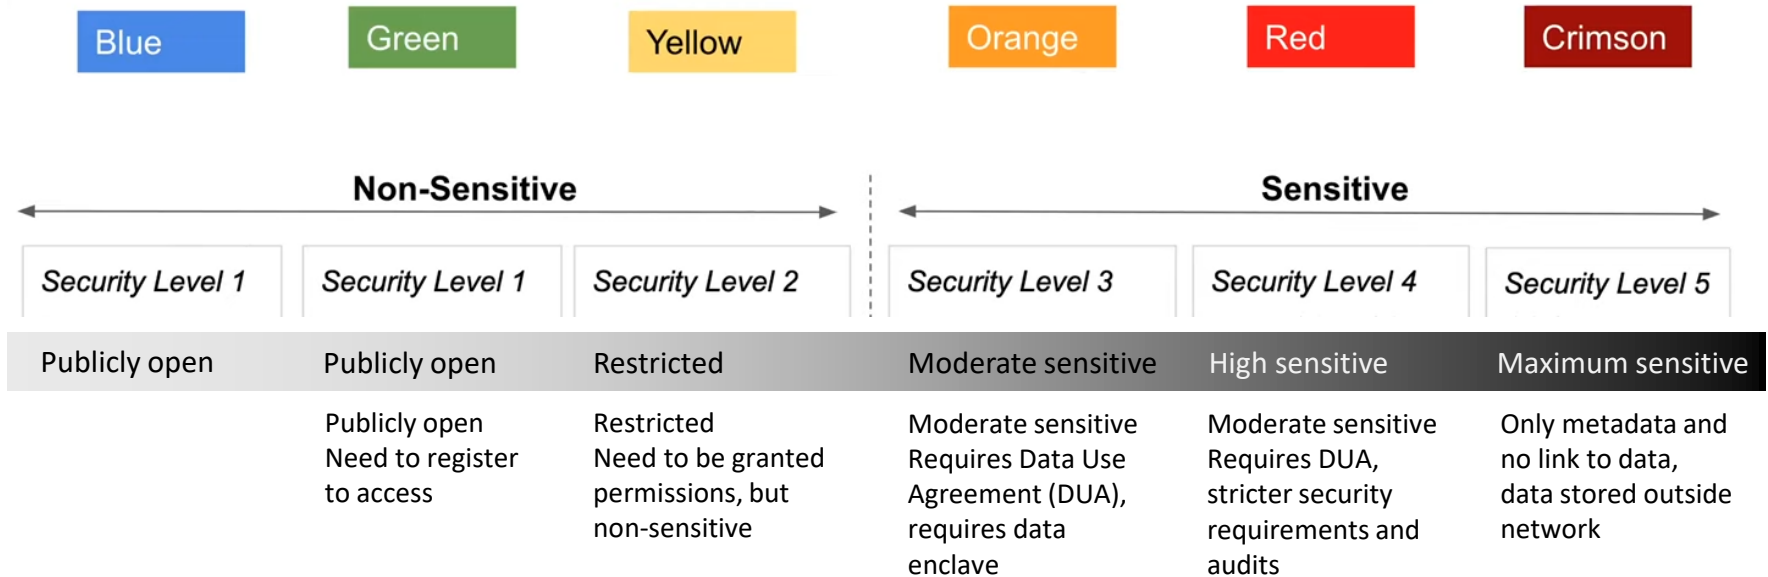 Blue
Green
Yellow
Orange
Red
Crimson
Non-Sensitive
Sensitive
Security Level 1
Security Level 1
Security Level 2
Security Level 3
Security Level 4
Security Level 5
Publicly open
Publicly open
Restricted
Moderate sensitive
High sensitive
Maximum sensitive
Publicly open
Need to register
to access
Restricted
Need to be granted
permissions, but
non-sensitive
Moderate sensitive
Requires Data Use
Agreement (DUA),
requires data
enclave
Moderate sensitive
Requires DUA,
stricter security
requirements and
audits
Only metadata and
no link to data,
data stored outside
network